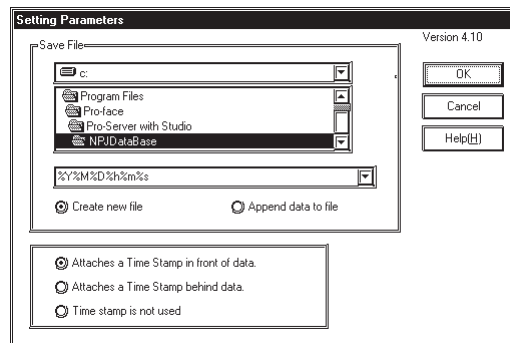 Setting Parameters
Version 4.10
Save File
c:
Program Files
Pro-face
Pro-Server with Studio
NPJDataBase
%Y%M%D%h%m%s
Create new file
Append data to file
OK
Cancel
Help(H)
Attaches a Time Stamp in front of data.
Attaches a Time Stamp behind data.
Time stamp is not used